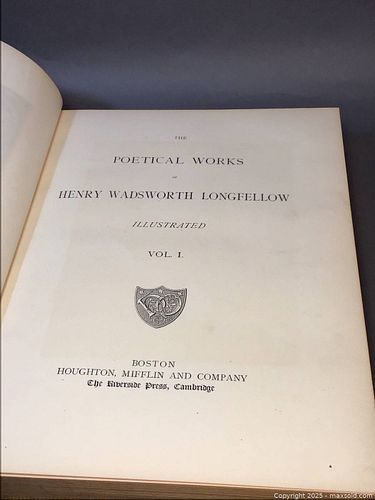 THE
POETICAL WORKS
OF
HENRY WADSWORTH LONGFELLOW
ILLUSTRATED
VOL. I.
BOSTON
HOUGHTON, MIFFLIN AND COMPANY
The Riverside Press, Cambridge
Copyright 2025 - maxsold.com